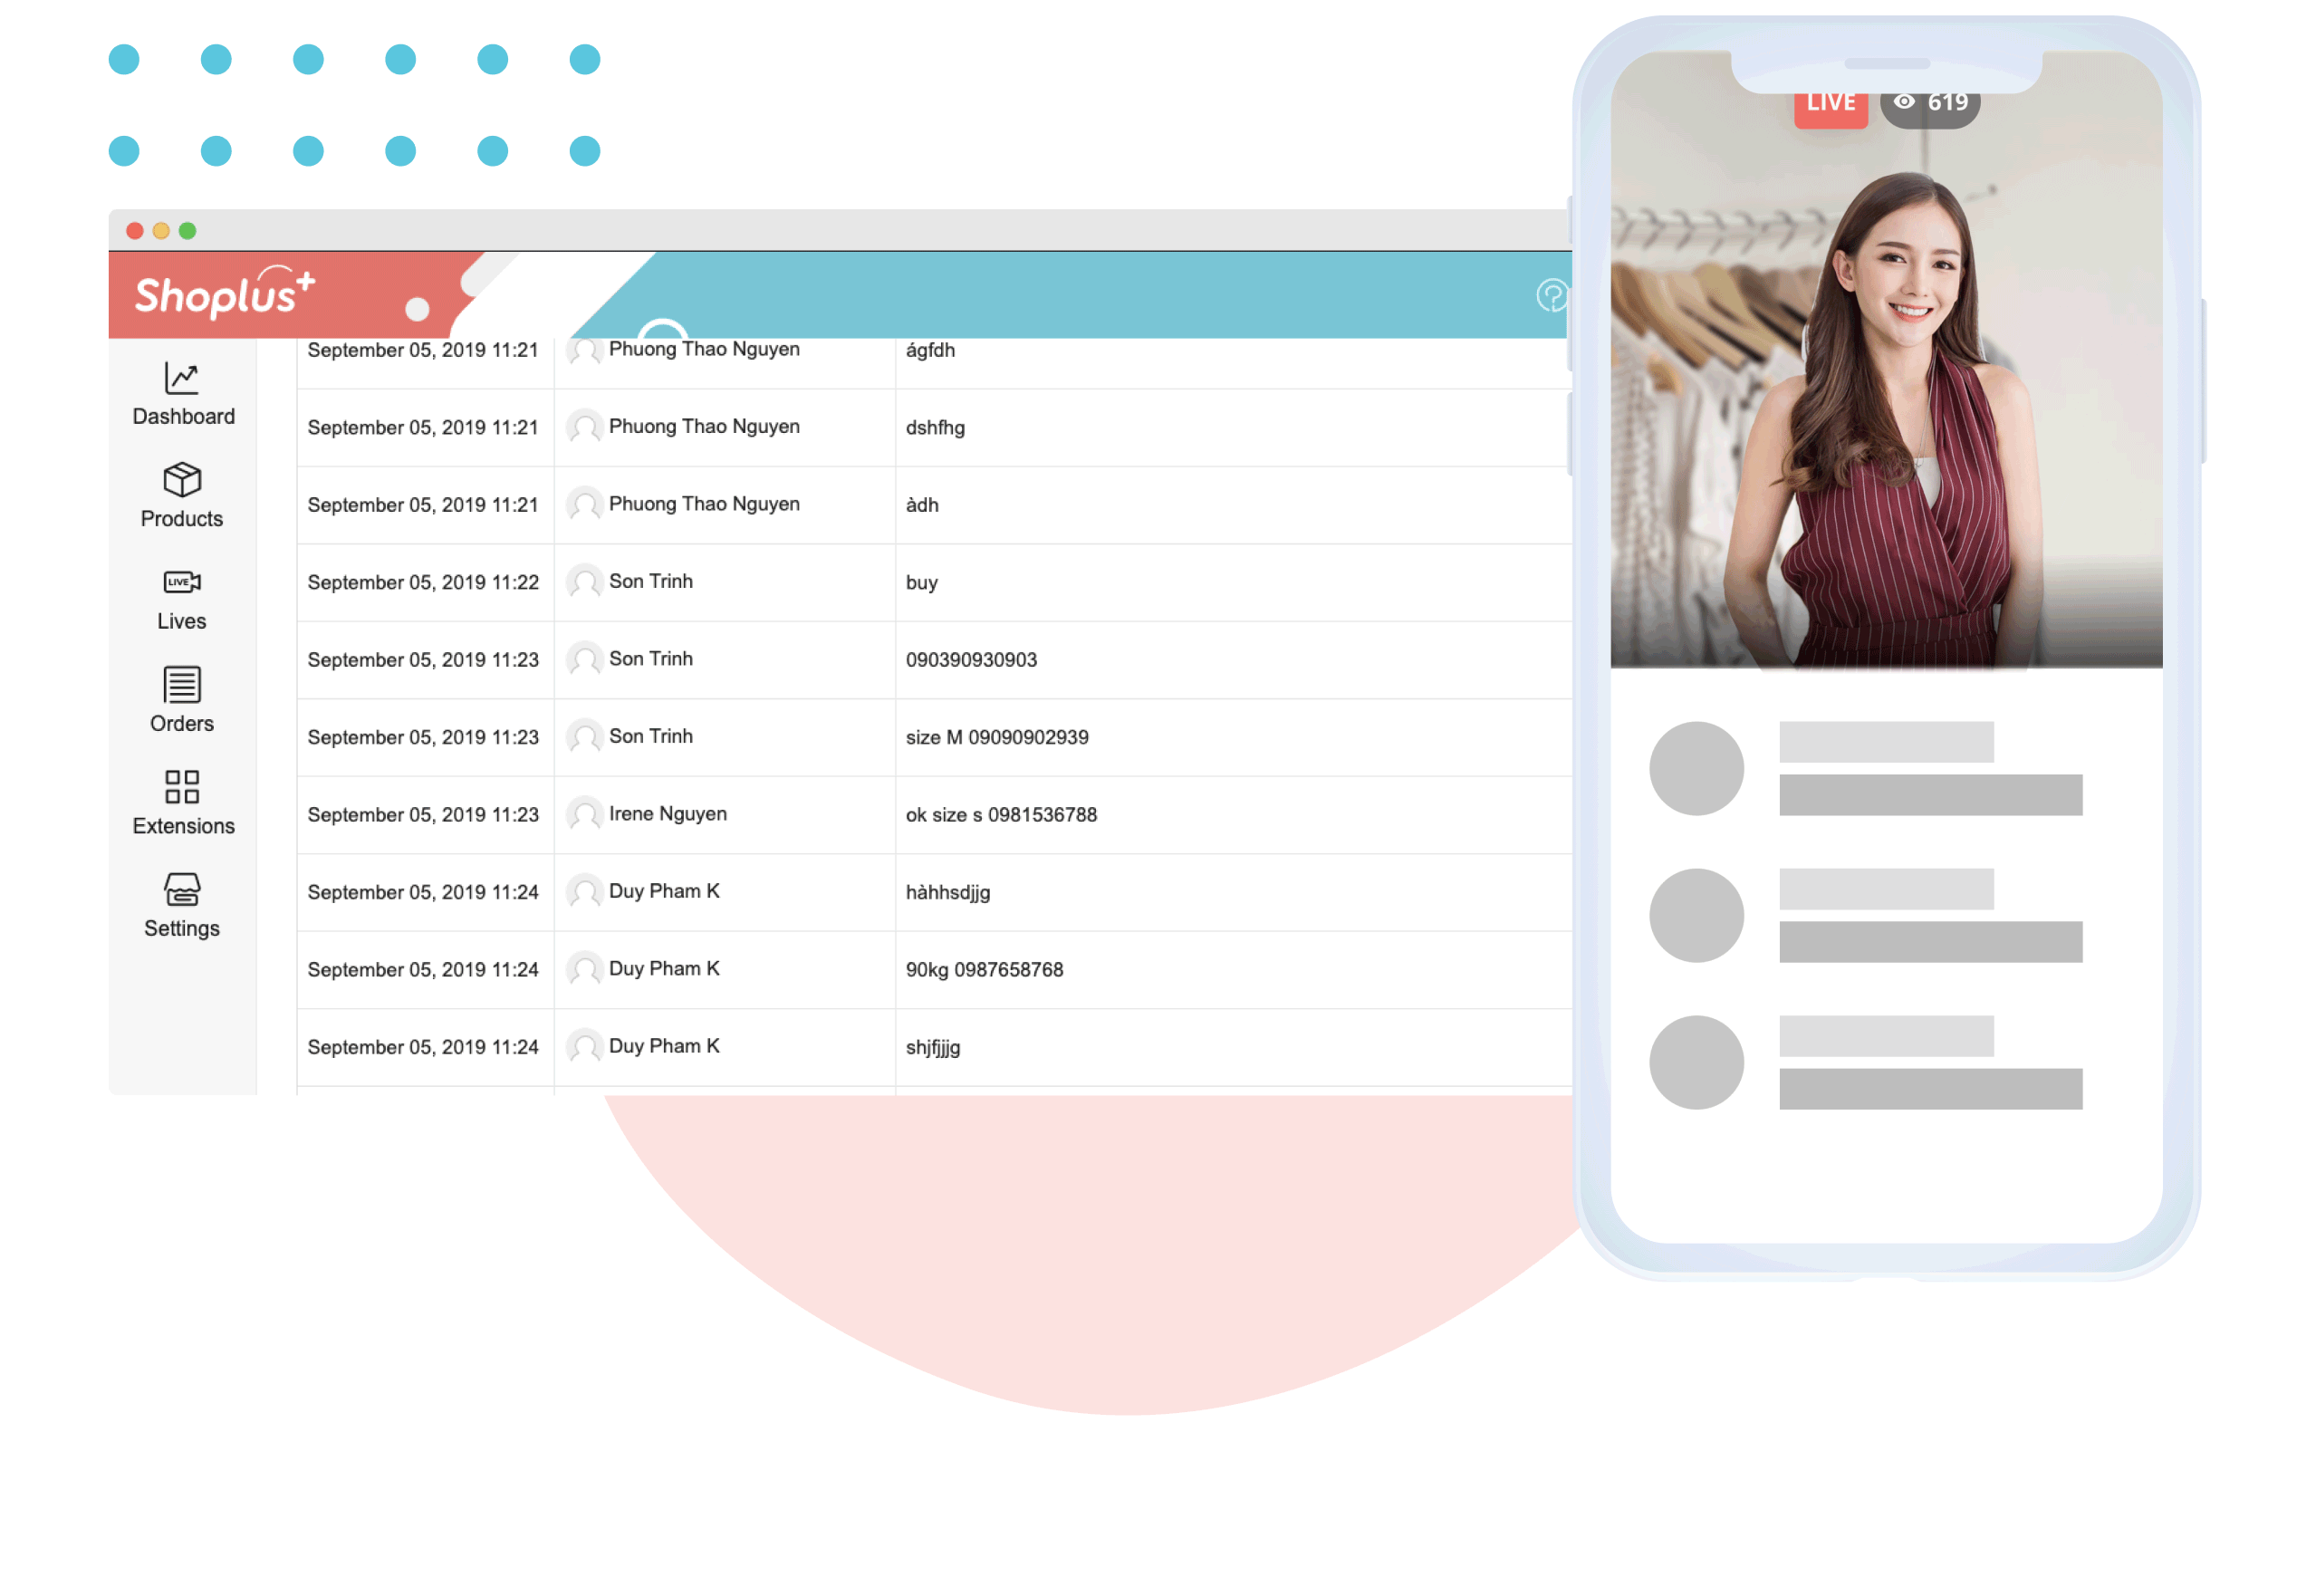 LIVE 619
Shoplus+
Dashboard
Products
LIVE
Lives
Orders
Extensions
Settings
September 05, 2019 11:21 Phuong Thao Nguyen ágfdh
September 05, 2019 11:21 Phuong Thao Nguyen dshfhg
September 05, 2019 11:21 Phuong Thao Nguyen àdh
September 05, 2019 11:22 Son Trinh buy
September 05, 2019 11:23 Son Trinh 090390930903
September 05, 2019 11:23 Son Trinh size M 09090902939
September 05, 2019 11:23 Irene Nguyen ok size s 0981536788
September 05, 2019 11:24 Duy Pham K hàhhsdjjg
September 05, 2019 11:24 Duy Pham K 90kg 0987658768
September 05, 2019 11:24 Duy Pham K shjfjjjg